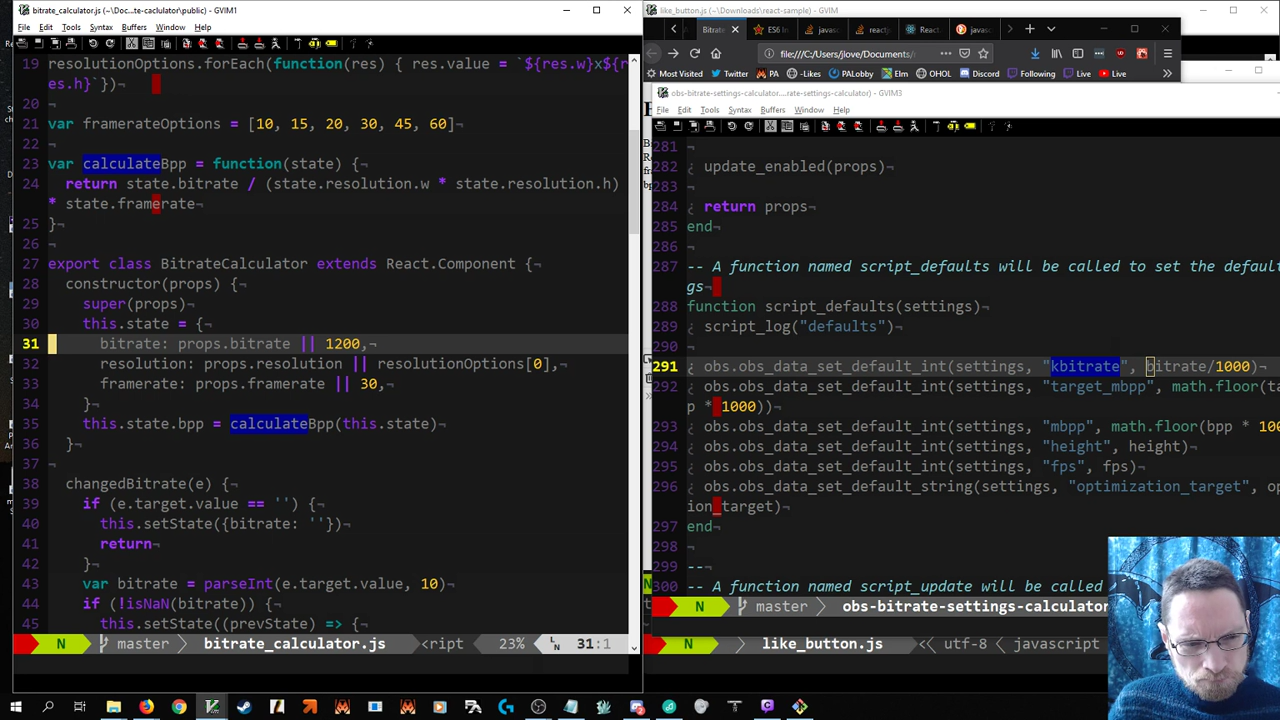 bitrate_calculator.js (~\Doc...te-caclulator\public) - GVIM1
File Edit Tools Syntax Buffers Window Help
19 resolutionOptions.forEach(function(res) { res.value = `${res.w}x${r
es.h}`})¬
20
21 var framerateOptions = [10, 15, 20, 30, 45, 60]¬
22
23 var calculateBpp = function(state) {¬
24 return state.bitrate / (state.resolution.w * state.resolution.h)
* state.framerate¬
25 }¬
26
27 export class BitrateCalculator extends React.Component {¬
28 constructor(props) {¬
29 super(props)¬
30 this.state = {¬
31 bitrate: props.bitrate || 1200,¬
32 resolution: props.resolution || resolutionOptions[0],¬
33 framerate: props.framerate || 30,¬
34 }¬
35 this.state.bpp = calculateBpp(this.state)¬
36 }¬
37
38 changedBitrate(e) {¬
39 if (e.target.value == '') {¬
40 this.setState({bitrate: ''})¬
41 return¬
42 }¬
43 var bitrate = parseInt(e.target.value, 10)¬
44 if (!isNaN(bitrate)) {¬
45 this.setState((prevState) => {¬
N master bitrate_calculator.js <ript 23% 31:1
like_button.js (~\Downloads\react-sample) - GVIM
Bitrate ES6 In javas reactj React javasc
file:///C:/Users/jlove/Documents/
Most Visited Twitter PA -Likes PALobby Elm OHOL Discord Following Live Live
obs-bitrate-settings-calculator....rate-settings-calculator) - GVIM3
File Edit Tools Syntax Buffers Window Help
281
282 ¿ update_enabled(props)¬
283
284 ¿ return props¬
285 end¬
286
287 -- A function named script_defaults will be called to set the default
gs
288 function script_defaults(settings)¬
289 ¿ script_log("defaults")¬
290
291 ¿ obs.obs_data_set_default_int(settings, "kbitrate", bitrate/1000)¬
292 ¿ obs.obs_data_set_default_int(settings, "target_mbpp", math.floor(ta
p * 1000))¬
293 ¿ obs.obs_data_set_default_int(settings, "mbpp", math.floor(bpp * 100
294 ¿ obs.obs_data_set_default_int(settings, "height", height)¬
295 ¿ obs.obs_data_set_default_int(settings, "fps", fps)¬
296 ¿ obs.obs_data_set_default_string(settings, "optimization_target", op
ion_target)¬
297 end¬
298
299 --
300 -- A function named script_update will be called
N master obs-bitrate-settings-calculator
N like_button.js utf-8 javascript